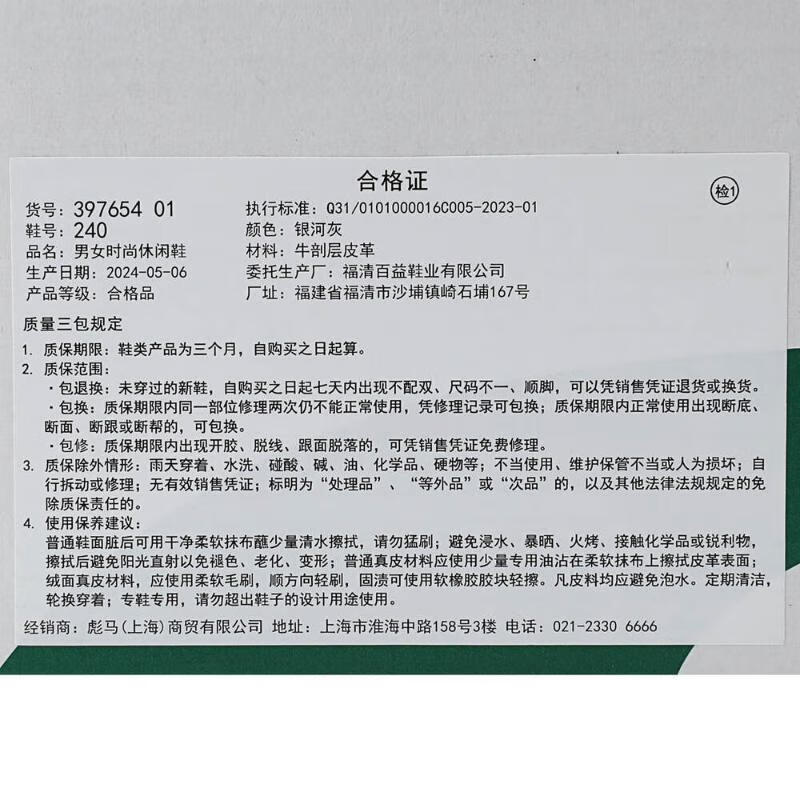 合格证
检1
货号: 397654 01 执行标准: Q31/0101000016C005-2023-01
鞋号: 240 颜色: 银河灰
品名: 男女时尚休闲鞋 材料: 牛剖层皮革
生产日期: 2024-05-06 委托生产厂: 福清百益鞋业有限公司
产品等级: 合格品 厂址: 福建省福清市沙埔镇崎石埔167号
质量三包规定
1. 质保期限: 鞋类产品为三个月，自购买之日起算。
2. 质保范围:
·包退换: 未穿过的新鞋，自购买之日起七天内出现不配双、尺码不一、顺脚，可以凭销售凭证退货或换货。
·包换: 质保期限内同一部位修理两次仍不能正常使用，凭修理记录可包换; 质保期限内正常使用出现断底、
断面、断跟或断帮的，可包换。
·包修: 质保期限内出现开胶、脱线、跟面脱落的，可凭销售凭证免费修理。
3. 质保除外情形: 雨天穿着、水洗、碰酸、碱、油、化学品、硬物等; 不当使用、维护保管不当或人为损坏; 自
行拆动或修理; 无有效销售凭证; 标明为“处理品”、“等外品”或“次品”的，以及其他法律法规规定的免
除质保责任的。
4. 使用保养建议:
普通鞋面脏后可用干净柔软抹布蘸少量清水擦拭，请勿猛刷; 避免浸水、暴晒、火烤、接触化学品或锐利物，
擦拭后避免阳光直射以免褪色、老化、变形; 普通真皮材料应使用少量专用油沾在柔软抹布上擦拭皮革表面;
绒面真皮材料，应使用柔软毛刷，顺方向轻刷，固渍可使用软橡胶胶块轻擦。凡皮料均应避免泡水。定期清洁，
轮换穿着; 专鞋专用，请勿超出鞋子的设计用途使用。
经销商: 彪马(上海)商贸有限公司 地址: 上海市淮海中路158号3楼 电话: 021-2330 6666